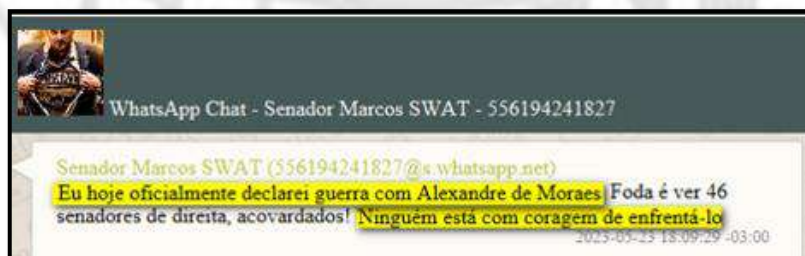 WhatsApp Chat - Senador Marcos SWAT - 556194241827
Senador Marcos SWAT (556194241827@s.whatsapp.net)
Eu hoje oficialmente declarei guerra com Alexandre de Moraes Foda é ver 46
senadores de direita, acovardados! Ninguém está com coragem de enfrentá-lo
2023-05-23 18:09:29 -03:00